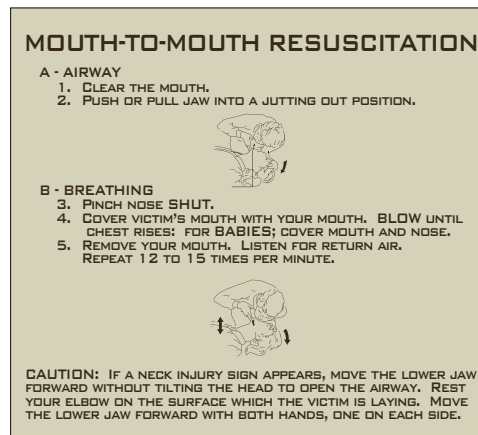 MOUTH-TO-MOUTH RESUSCITATION
A - AIRWAY
1. CLEAR THE MOUTH.
2. PUSH OR PULL JAW INTO A JUTTING OUT POSITION.
B - BREATHING
3. PINCH NOSE SHUT.
4. COVER VICTIM'S MOUTH WITH YOUR MOUTH. BLOW UNTIL
CHEST RISES: FOR BABIES; COVER MOUTH AND NOSE.
5. REMOVE YOUR MOUTH. LISTEN FOR RETURN AIR.
REPEAT 12 TO 15 TIMES PER MINUTE.
CAUTION: IF A NECK INJURY SIGN APPEARS, MOVE THE LOWER JAW
FORWARD WITHOUT TILTING THE HEAD TO OPEN THE AIRWAY. REST
YOUR ELBOW ON THE SURFACE WHICH THE VICTIM IS LAYING. MOVE
THE LOWER JAW FORWARD WITH BOTH HANDS, ONE ON EACH SIDE.